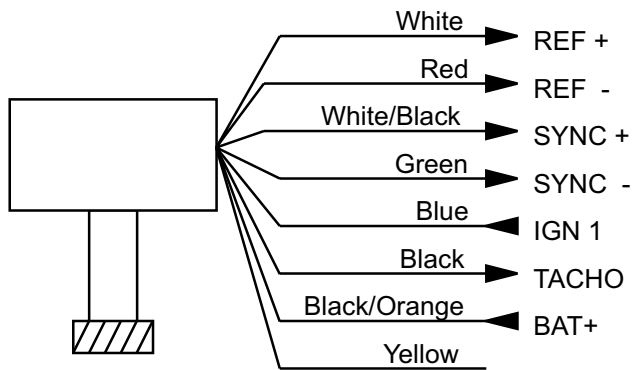 White REF +
Red REF -
White/Black SYNC +
Green SYNC -
Blue IGN 1
Black TACHO
Black/Orange BAT+
Yellow